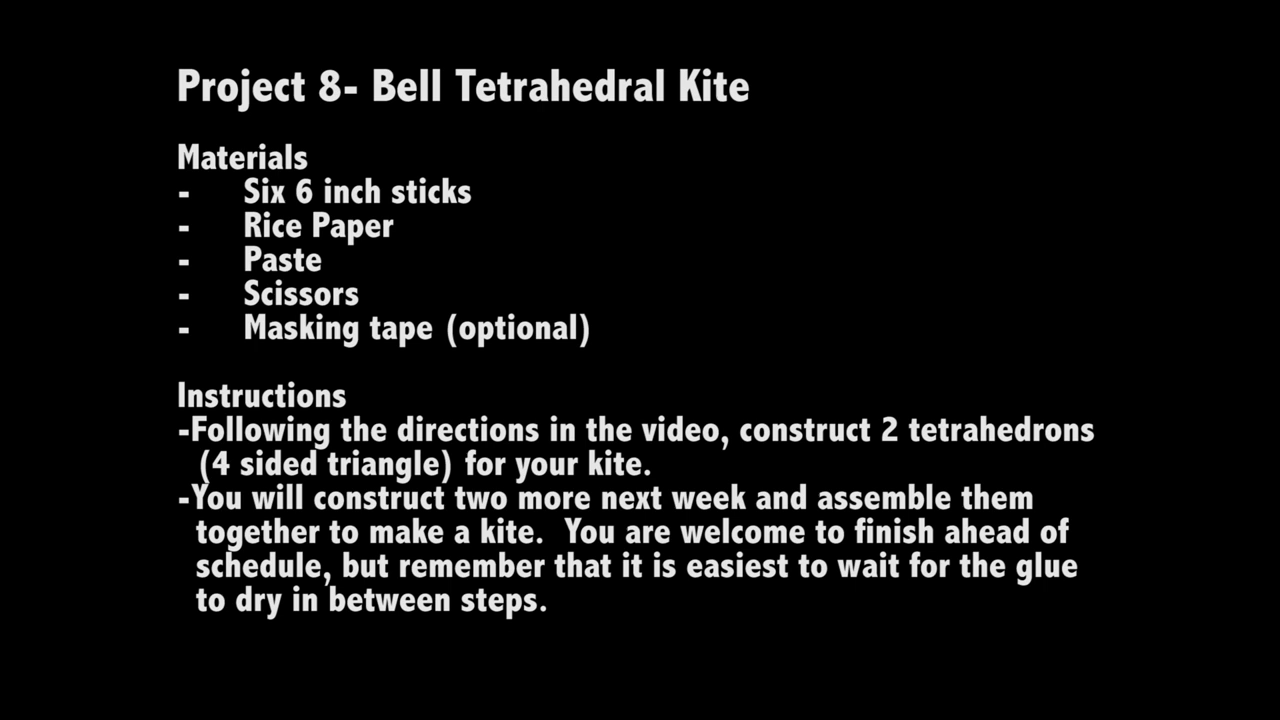 Project 8- Bell Tetrahedral Kite
Materials
- Six 6 inch sticks
- Rice Paper
- Paste
- Scissors
- Masking tape (optional)
Instructions
-Following the directions in the video, construct 2 tetrahedrons
(4 sided triangle) for your kite.
-You will construct two more next week and assemble them
together to make a kite.  You are welcome to finish ahead of
schedule, but remember that it is easiest to wait for the glue
to dry in between steps.